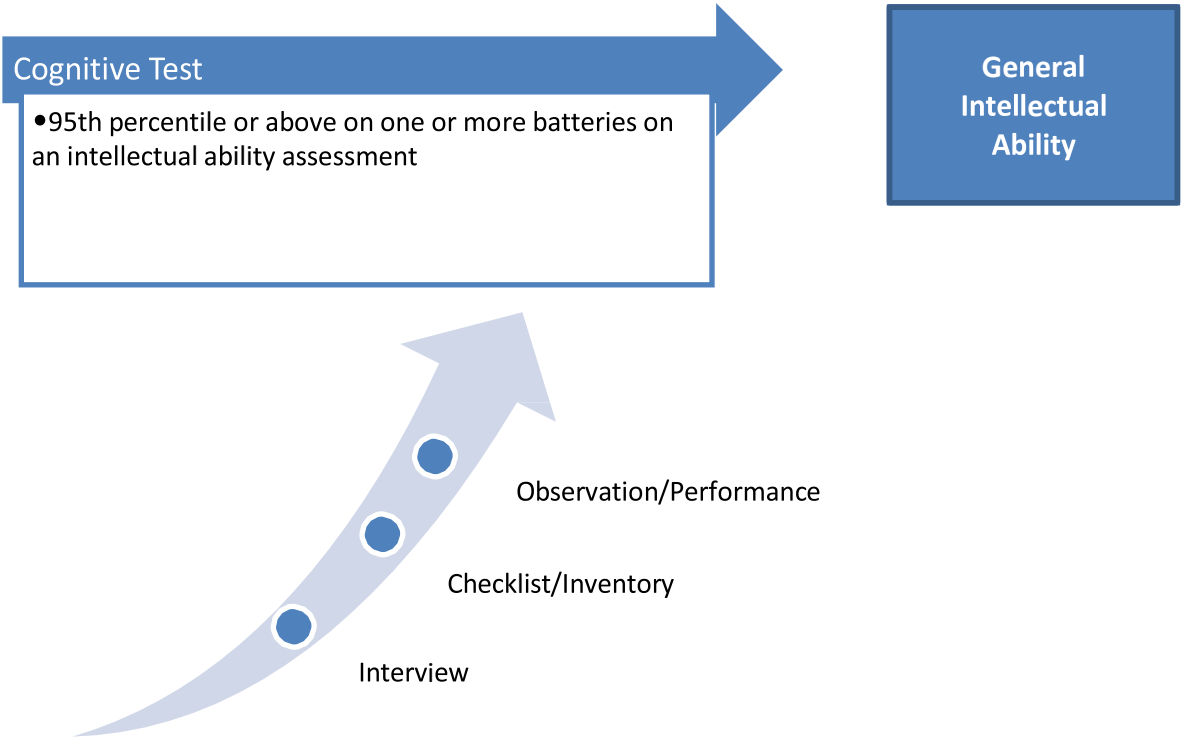 Cognitive Test
•95th percentile or above on one or more batteries on
an intellectual ability assessment
General
Intellectual
Ability
Observation/Performance
Checklist/Inventory
Interview